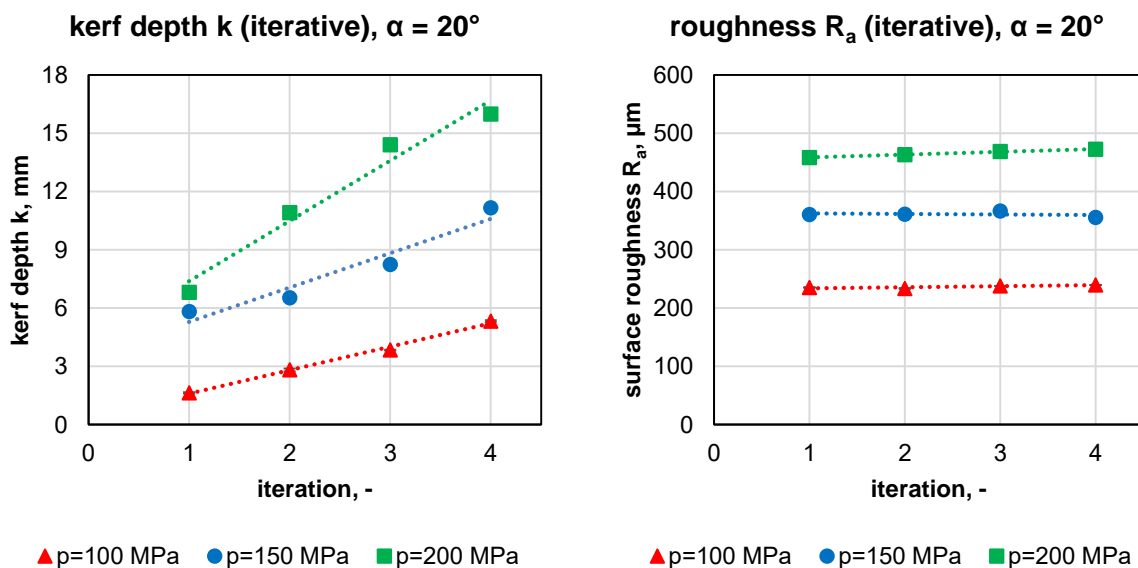 kerf depth k (iterative), α = 20°
18
15
12
9
6
3
0
kerf depth k, mm
0 1 2 3 4
iteration, -
p=100 MPa p=150 MPa p=200 MPa
roughness Ra (iterative), α = 20°
600
500
400
300
200
100
0
surface roughness Ra, µm
0 1 2 3 4
iteration, -
p=100 MPa p=150 MPa p=200 MPa